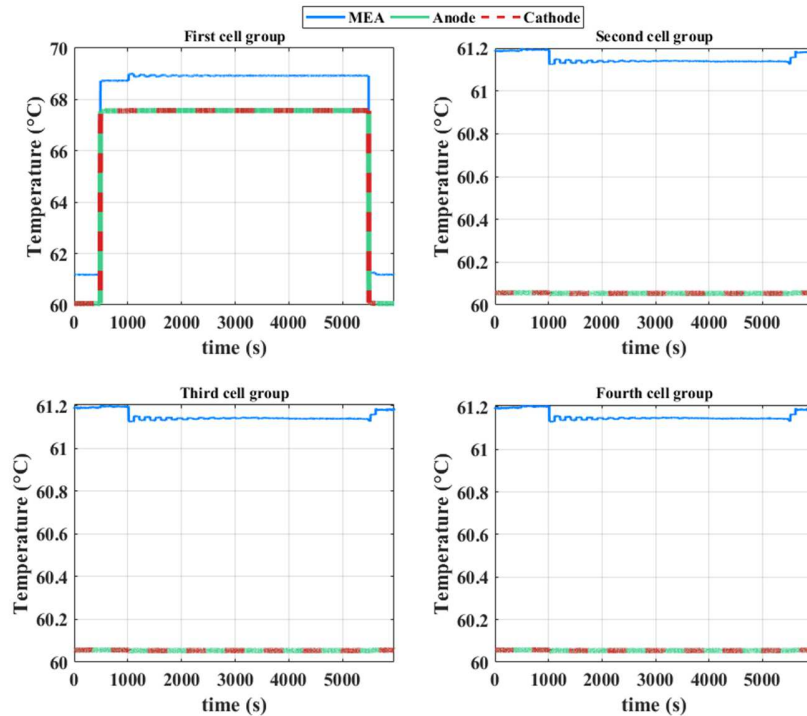 MEA Anode Cathode
First cell group
Temperature (°C)
70
68
66
64
62
60
0 1000 2000 3000 4000 5000
time (s)
Second cell group
Temperature (°C)
61.2
61
60.8
60.6
60.4
60.2
60
0 1000 2000 3000 4000 5000
time (s)
Third cell group
Temperature (°C)
61.2
61
60.8
60.6
60.4
60.2
60
0 1000 2000 3000 4000 5000
time (s)
Fourth cell group
Temperature (°C)
61.2
61
60.8
60.6
60.4
60.2
60
0 1000 2000 3000 4000 5000
time (s)